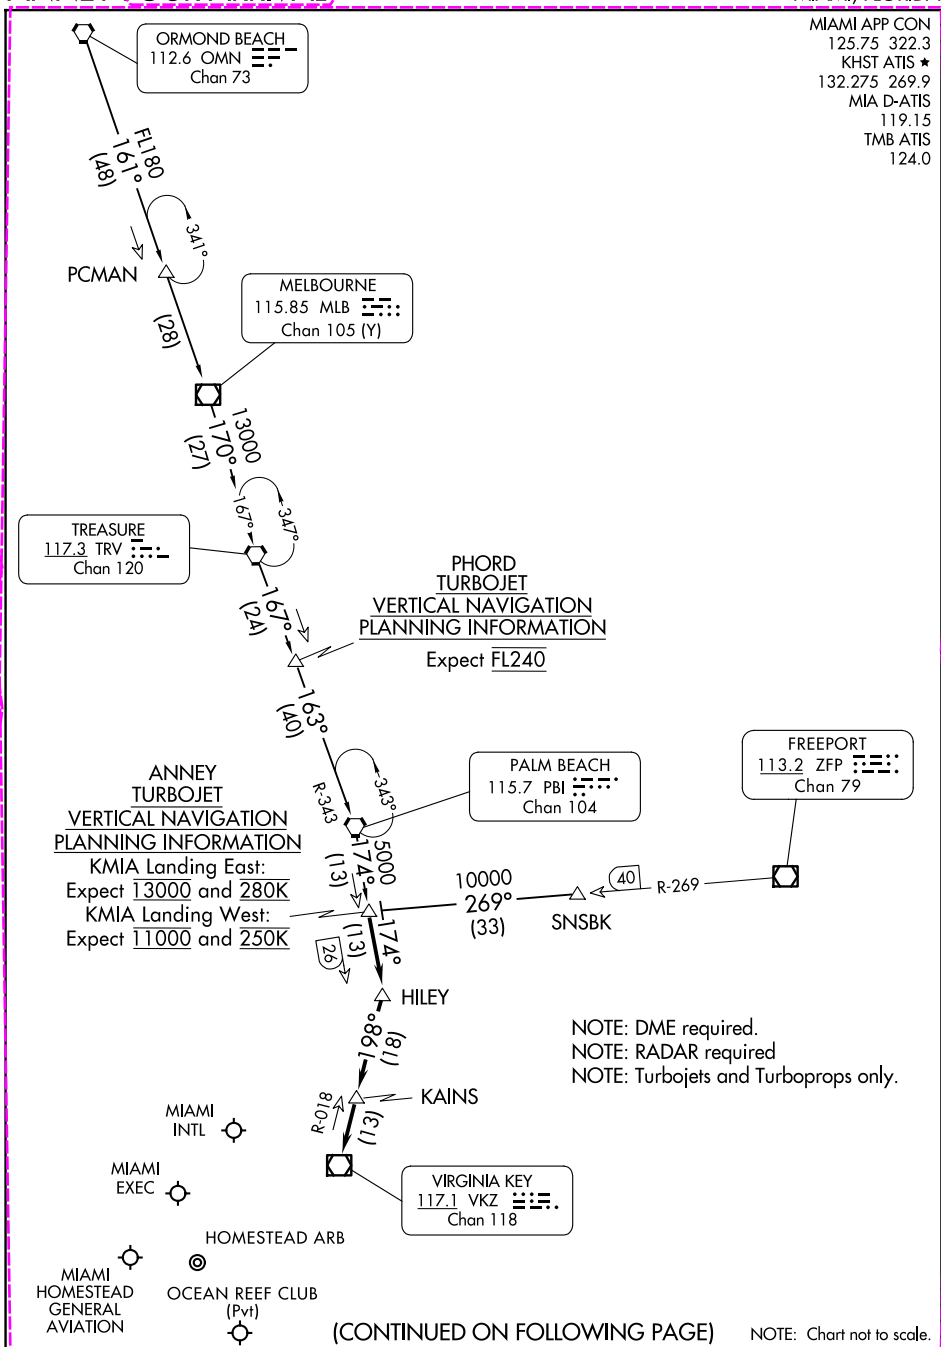 MIAMI APP CON
125.75 322.3
KHST ATIS ★
132.275 269.9
MIA D-ATIS
119.15
TMB ATIS
124.0
ORMOND BEACH
112.6 OMN
Chan 73
FL180
161°
(48)
341°
PCMAN
(28)
MELBOURNE
115.85 MLB
Chan 105 (Y)
13000
170°
(27)
167°
347°
TREASURE
117.3 TRV
Chan 120
167°
(24)
PHORD
TURBOJET
VERTICAL NAVIGATION
PLANNING INFORMATION
Expect FL240
163°
(40)
R-343
343°
PALM BEACH
115.7 PBI
Chan 104
FREEPORT
113.2 ZFP
Chan 79
ANNEY
TURBOJET
VERTICAL NAVIGATION
PLANNING INFORMATION
KMIA Landing East:
Expect 13000 and 280K
KMIA Landing West:
Expect 11000 and 250K
5000
174°
(13)
10000
269°
(33)
SNSBK
40
R-269
174°
(13)
26
HILEY
198°
(18)
NOTE: DME required.
NOTE: RADAR required
NOTE: Turbojets and Turboprops only.
KAINS
R-018
(13)
MIAMI
INTL
MIAMI
EXEC
VIRGINIA KEY
117.1 VKZ
Chan 118
HOMESTEAD ARB
MIAMI
HOMESTEAD
GENERAL
AVIATION
OCEAN REEF CLUB
(Pvt)
(CONTINUED ON FOLLOWING PAGE)
NOTE: Chart not to scale.